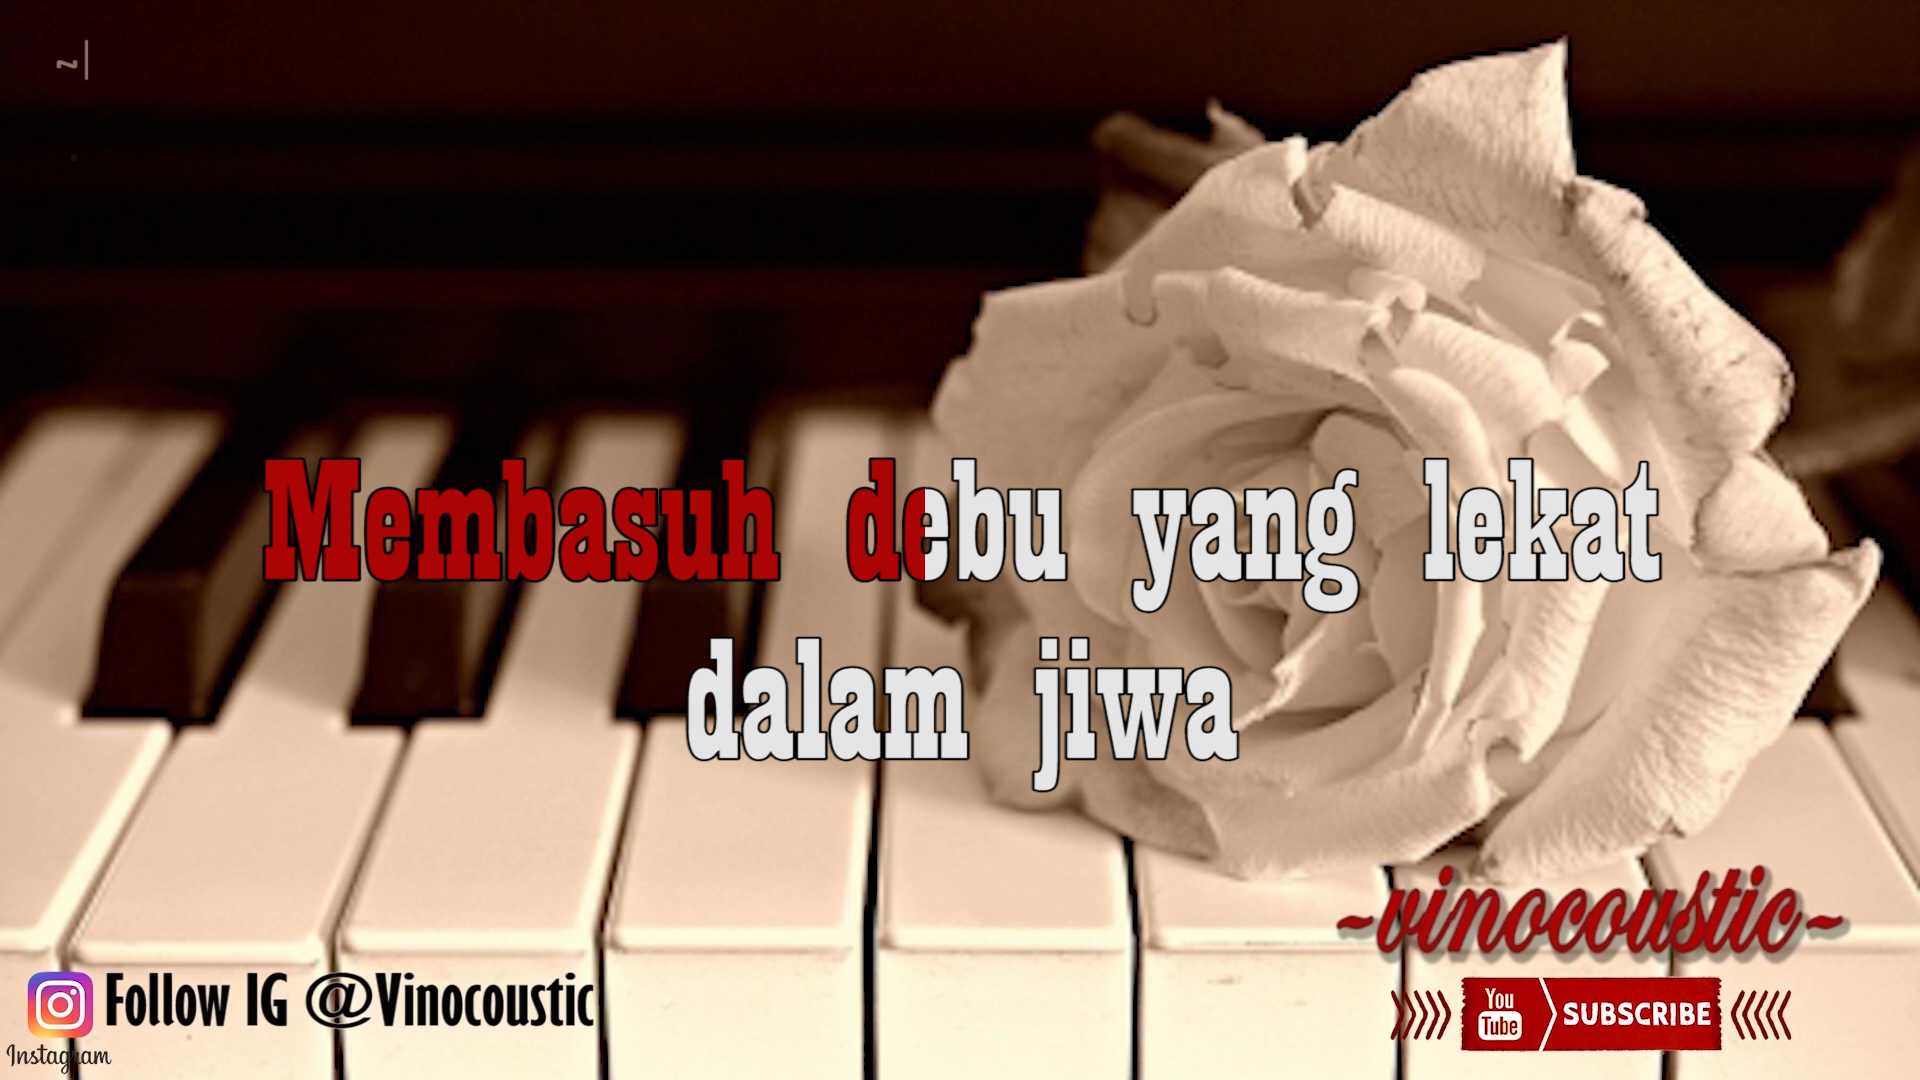 ~|
Membasuh debu yang lekat
dalam jiwa
~vinocoustic~
Follow IG @Vinocoustic
Instagram
You
Tube
SUBSCRIBE